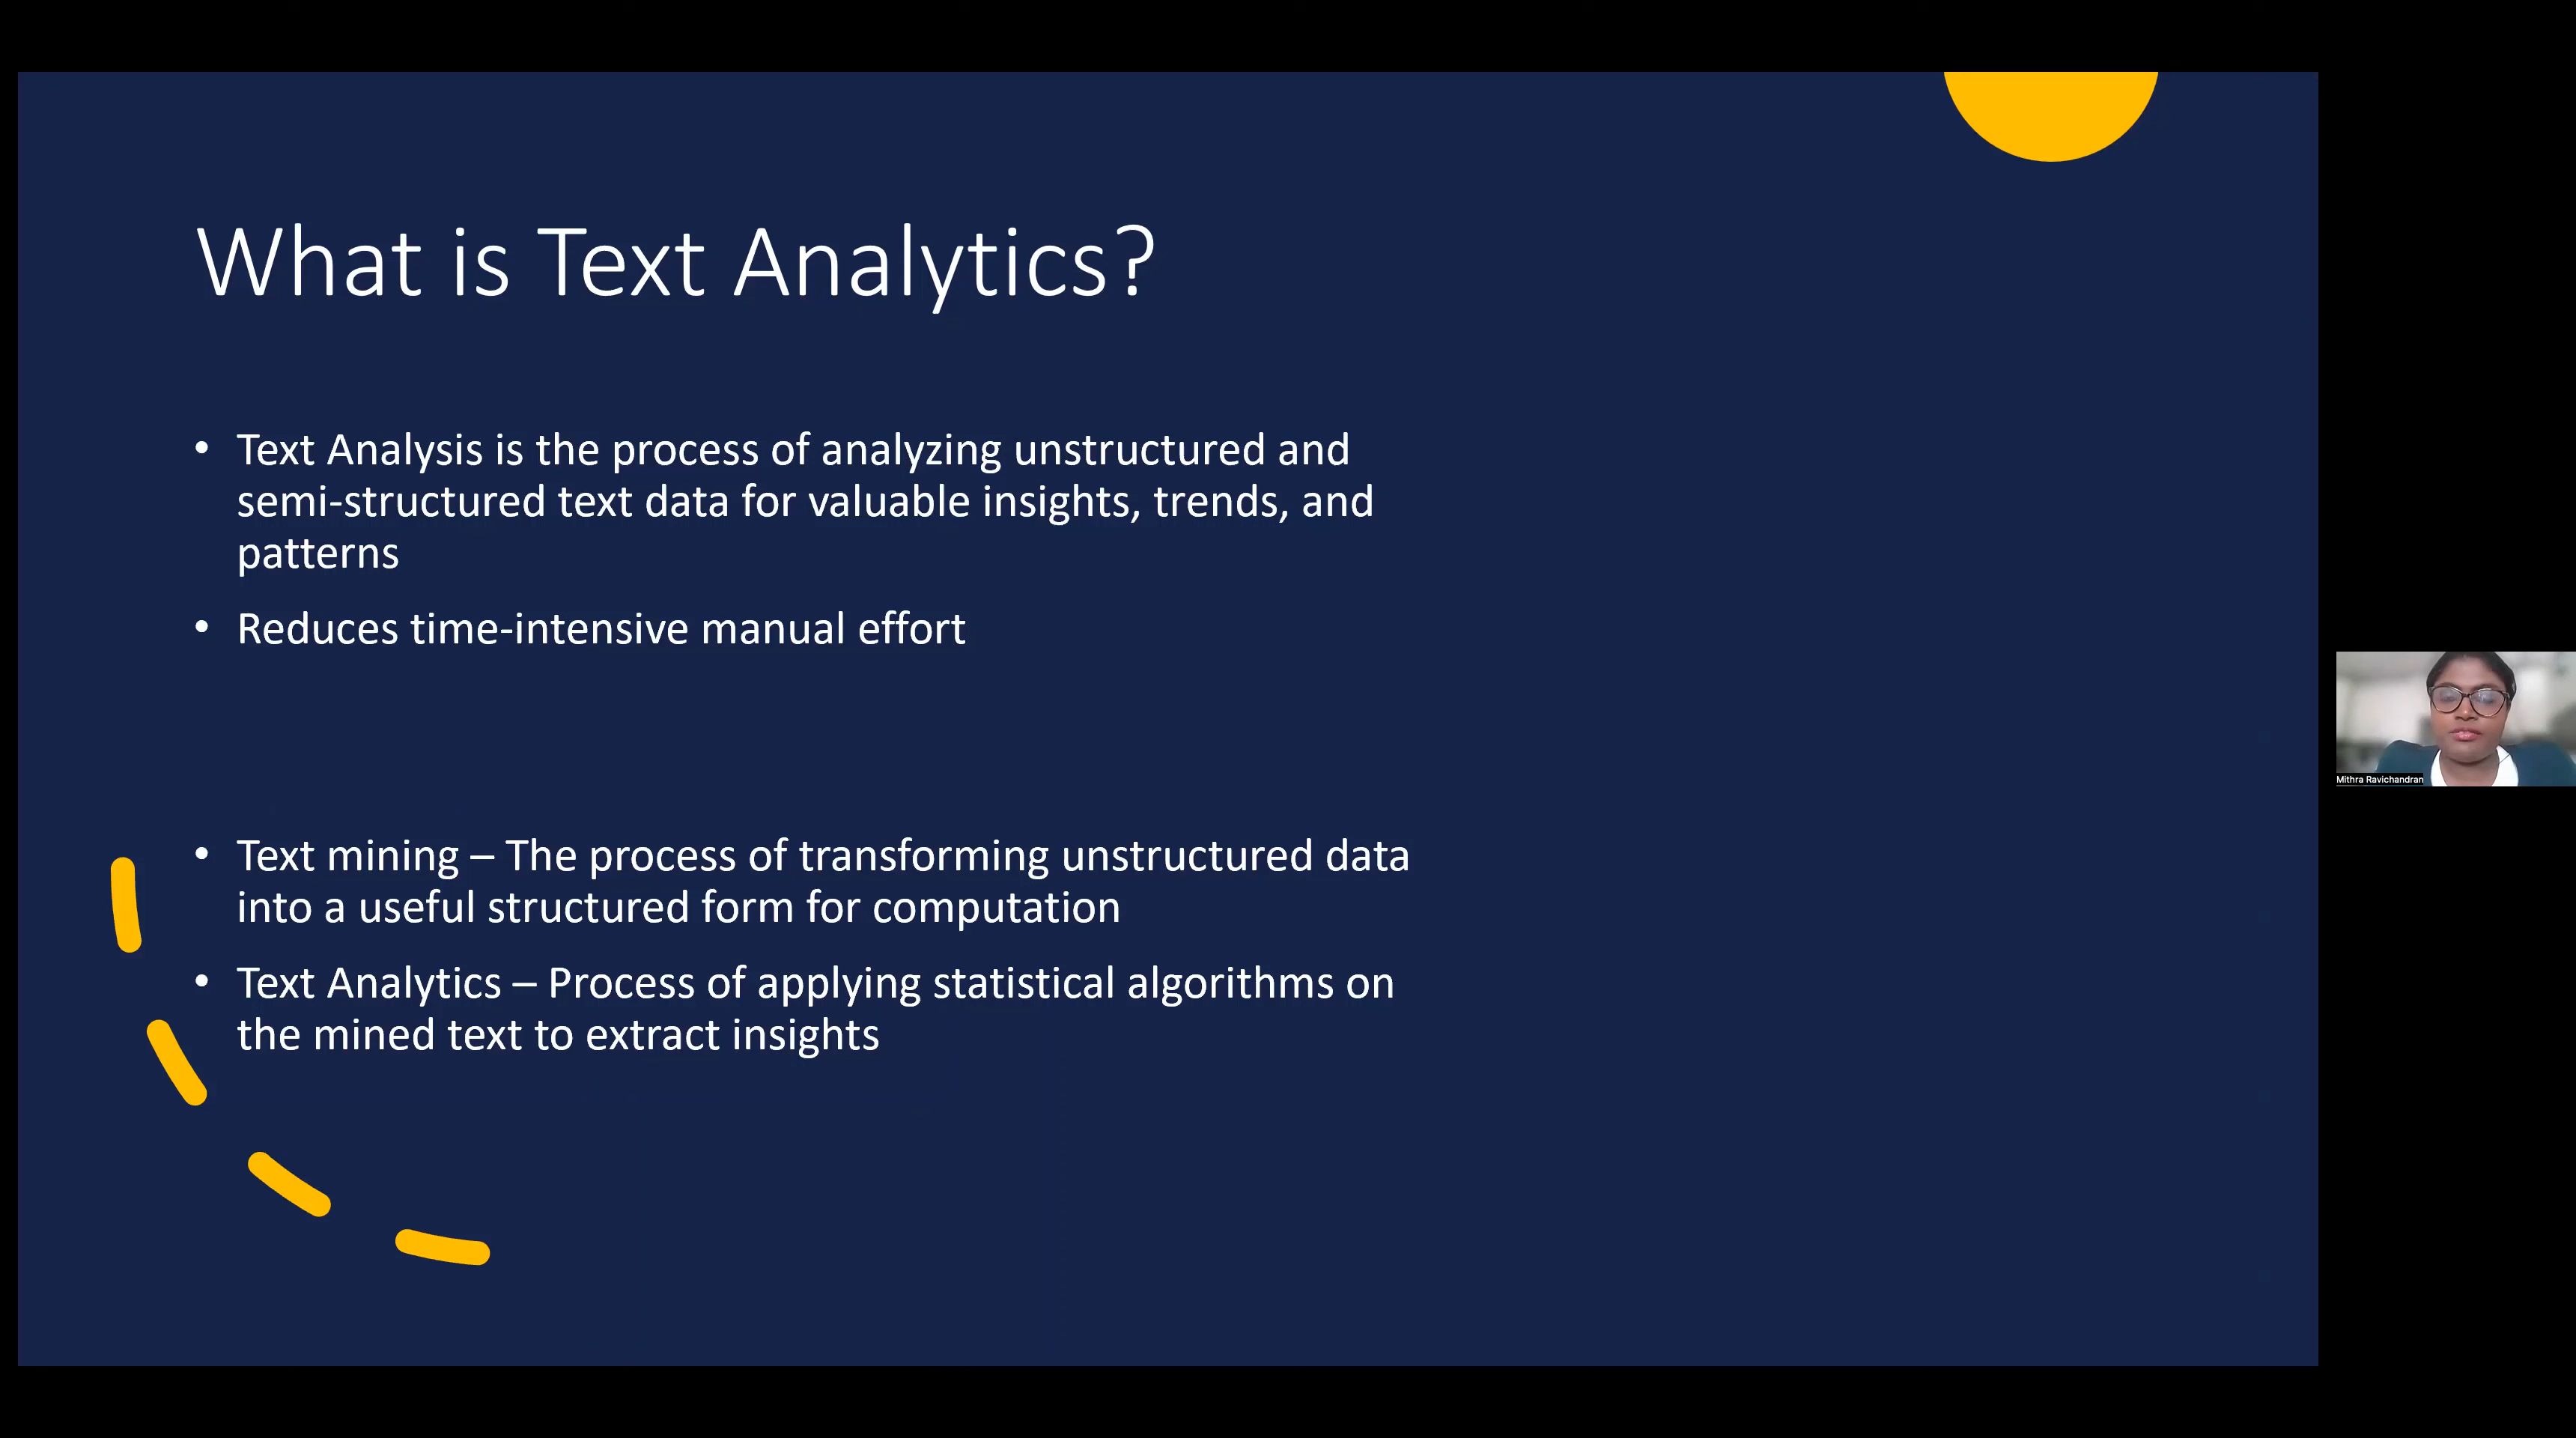 What is Text Analytics?
• Text Analysis is the process of analyzing unstructured and
semi-structured text data for valuable insights, trends, and
patterns
• Reduces time-intensive manual effort
• Text mining – The process of transforming unstructured data
into a useful structured form for computation
• Text Analytics – Process of applying statistical algorithms on
the mined text to extract insights
Mithra Ravichandran